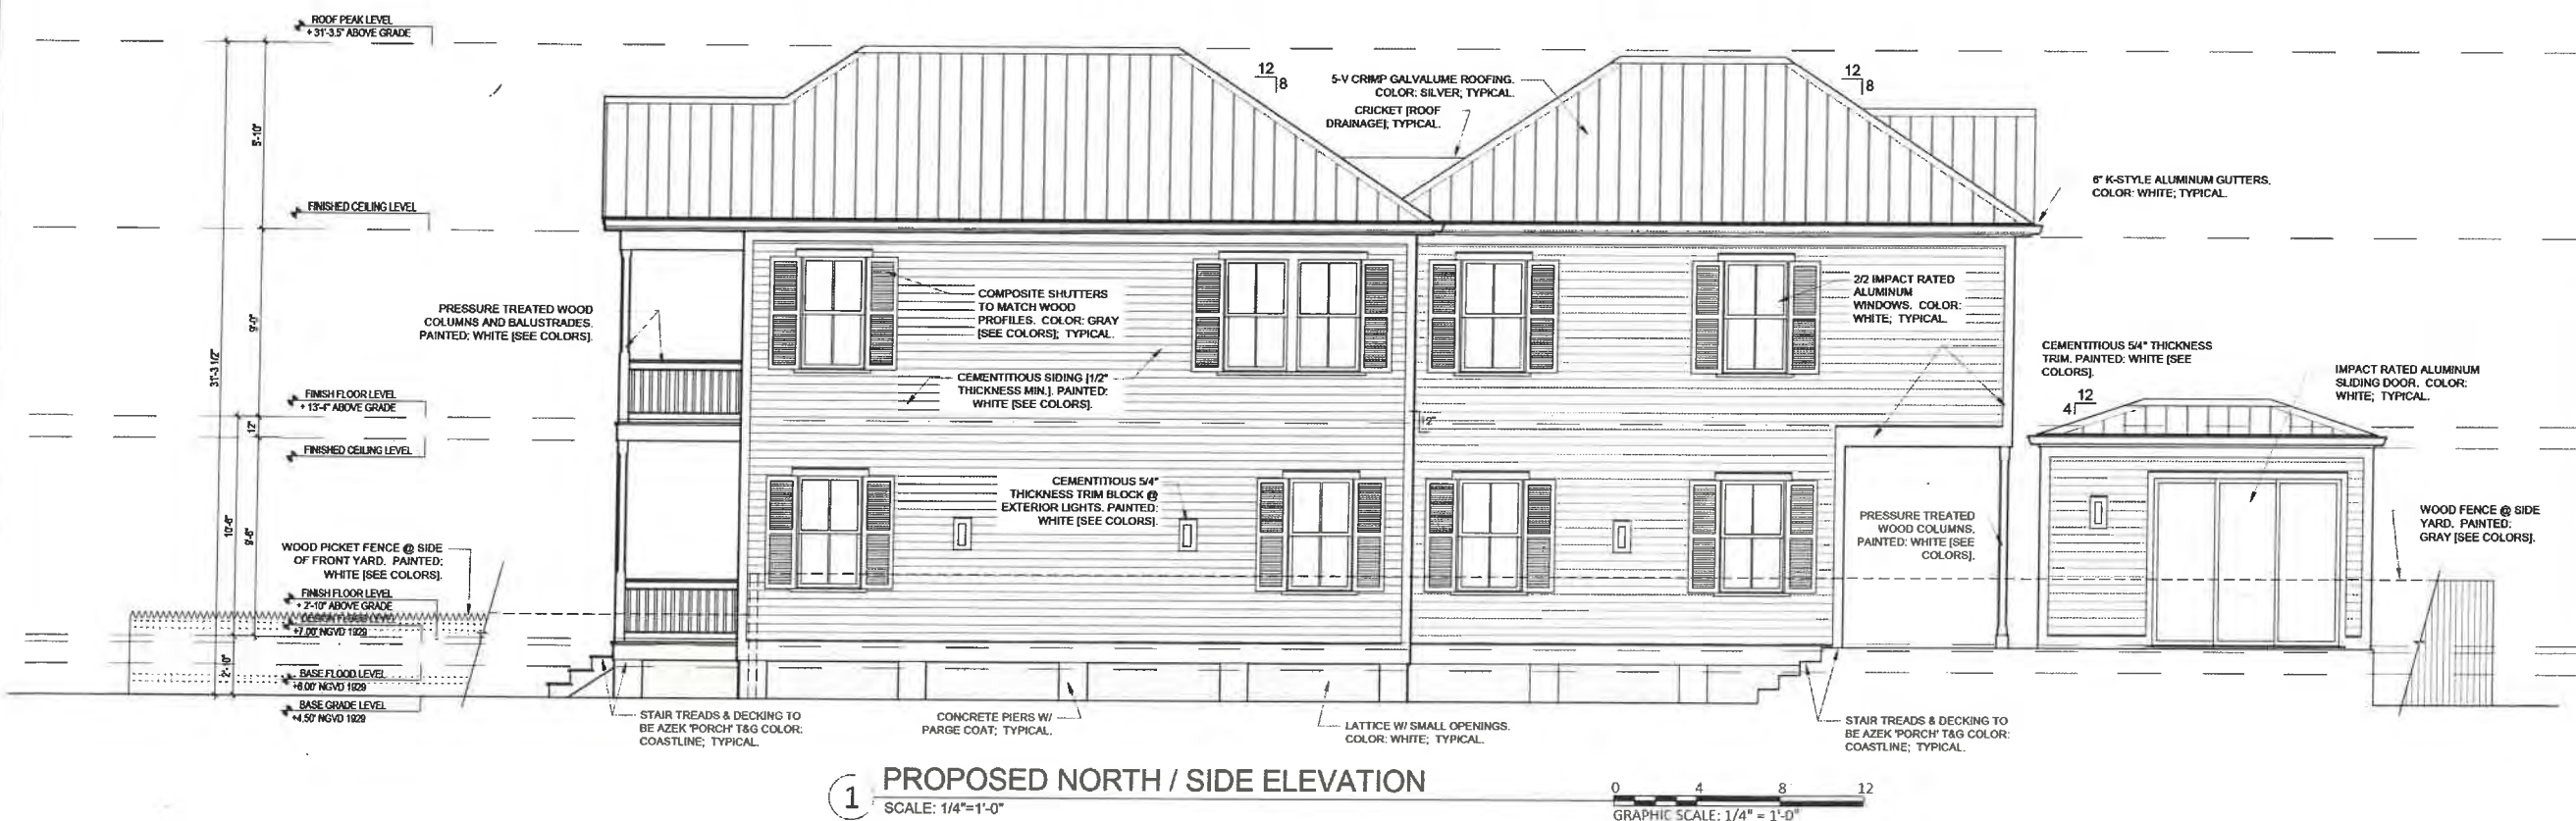 ROOF PEAK LEVEL
+ 31'-3.5" ABOVE GRADE
5'-10"
FINISHED CEILING LEVEL
9'-0"
31'-3 1/2"
FINISH FLOOR LEVEL
+ 13'-4" ABOVE GRADE
12"
FINISHED CEILING LEVEL
10'-6"
9'-6"
WOOD PICKET FENCE @ SIDE
OF FRONT YARD. PAINTED:
WHITE [SEE COLORS].
FINISH FLOOR LEVEL
+ 2'-10" ABOVE GRADE
+7.00' NGVD 1929
2'-10"
BASE FLOOD LEVEL
+6.00' NGVD 1929
BASE GRADE LEVEL
+4.50' NGVD 1929
PRESSURE TREATED WOOD
COLUMNS AND BALUSTRADES.
PAINTED: WHITE [SEE COLORS].
12
8
5-V CRIMP GALVALUME ROOFING.
COLOR: SILVER; TYPICAL.
CRICKET [ROOF
DRAINAGE]; TYPICAL.
12
8
6" K-STYLE ALUMINUM GUTTERS.
COLOR: WHITE; TYPICAL.
COMPOSITE SHUTTERS
TO MATCH WOOD
PROFILES. COLOR: GRAY
[SEE COLORS]; TYPICAL.
2/2 IMPACT RATED
ALUMINUM
WINDOWS. COLOR:
WHITE; TYPICAL.
CEMENTITIOUS SIDING [1/2"
THICKNESS MIN.]. PAINTED:
WHITE [SEE COLORS].
CEMENTITIOUS 5/4" THICKNESS
TRIM. PAINTED: WHITE [SEE
COLORS].
IMPACT RATED ALUMINUM
SLIDING DOOR. COLOR:
WHITE; TYPICAL.
12
4
CEMENTITIOUS 5/4"
THICKNESS TRIM BLOCK @
EXTERIOR LIGHTS. PAINTED:
WHITE [SEE COLORS].
PRESSURE TREATED
WOOD COLUMNS.
PAINTED: WHITE [SEE
COLORS].
WOOD FENCE @ SIDE
YARD. PAINTED:
GRAY [SEE COLORS].
STAIR TREADS & DECKING TO
BE AZEK 'PORCH' T&G COLOR:
COASTLINE; TYPICAL.
CONCRETE PIERS W/
PARGE COAT; TYPICAL.
LATTICE W/ SMALL OPENINGS.
COLOR: WHITE; TYPICAL.
STAIR TREADS & DECKING TO
BE AZEK 'PORCH' T&G COLOR:
COASTLINE; TYPICAL.
1
PROPOSED NORTH / SIDE ELEVATION
SCALE: 1/4"=1'-0"
0 4 8 12
GRAPHIC SCALE: 1/4" = 1'-0"